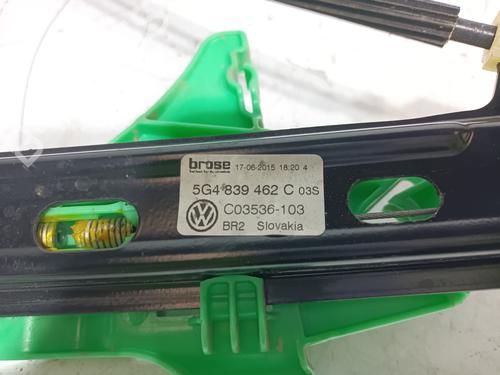 brose 17-06-2015 18:20 4
5G4 839 462 C 03S
C03536-103
BR2 Slovakia